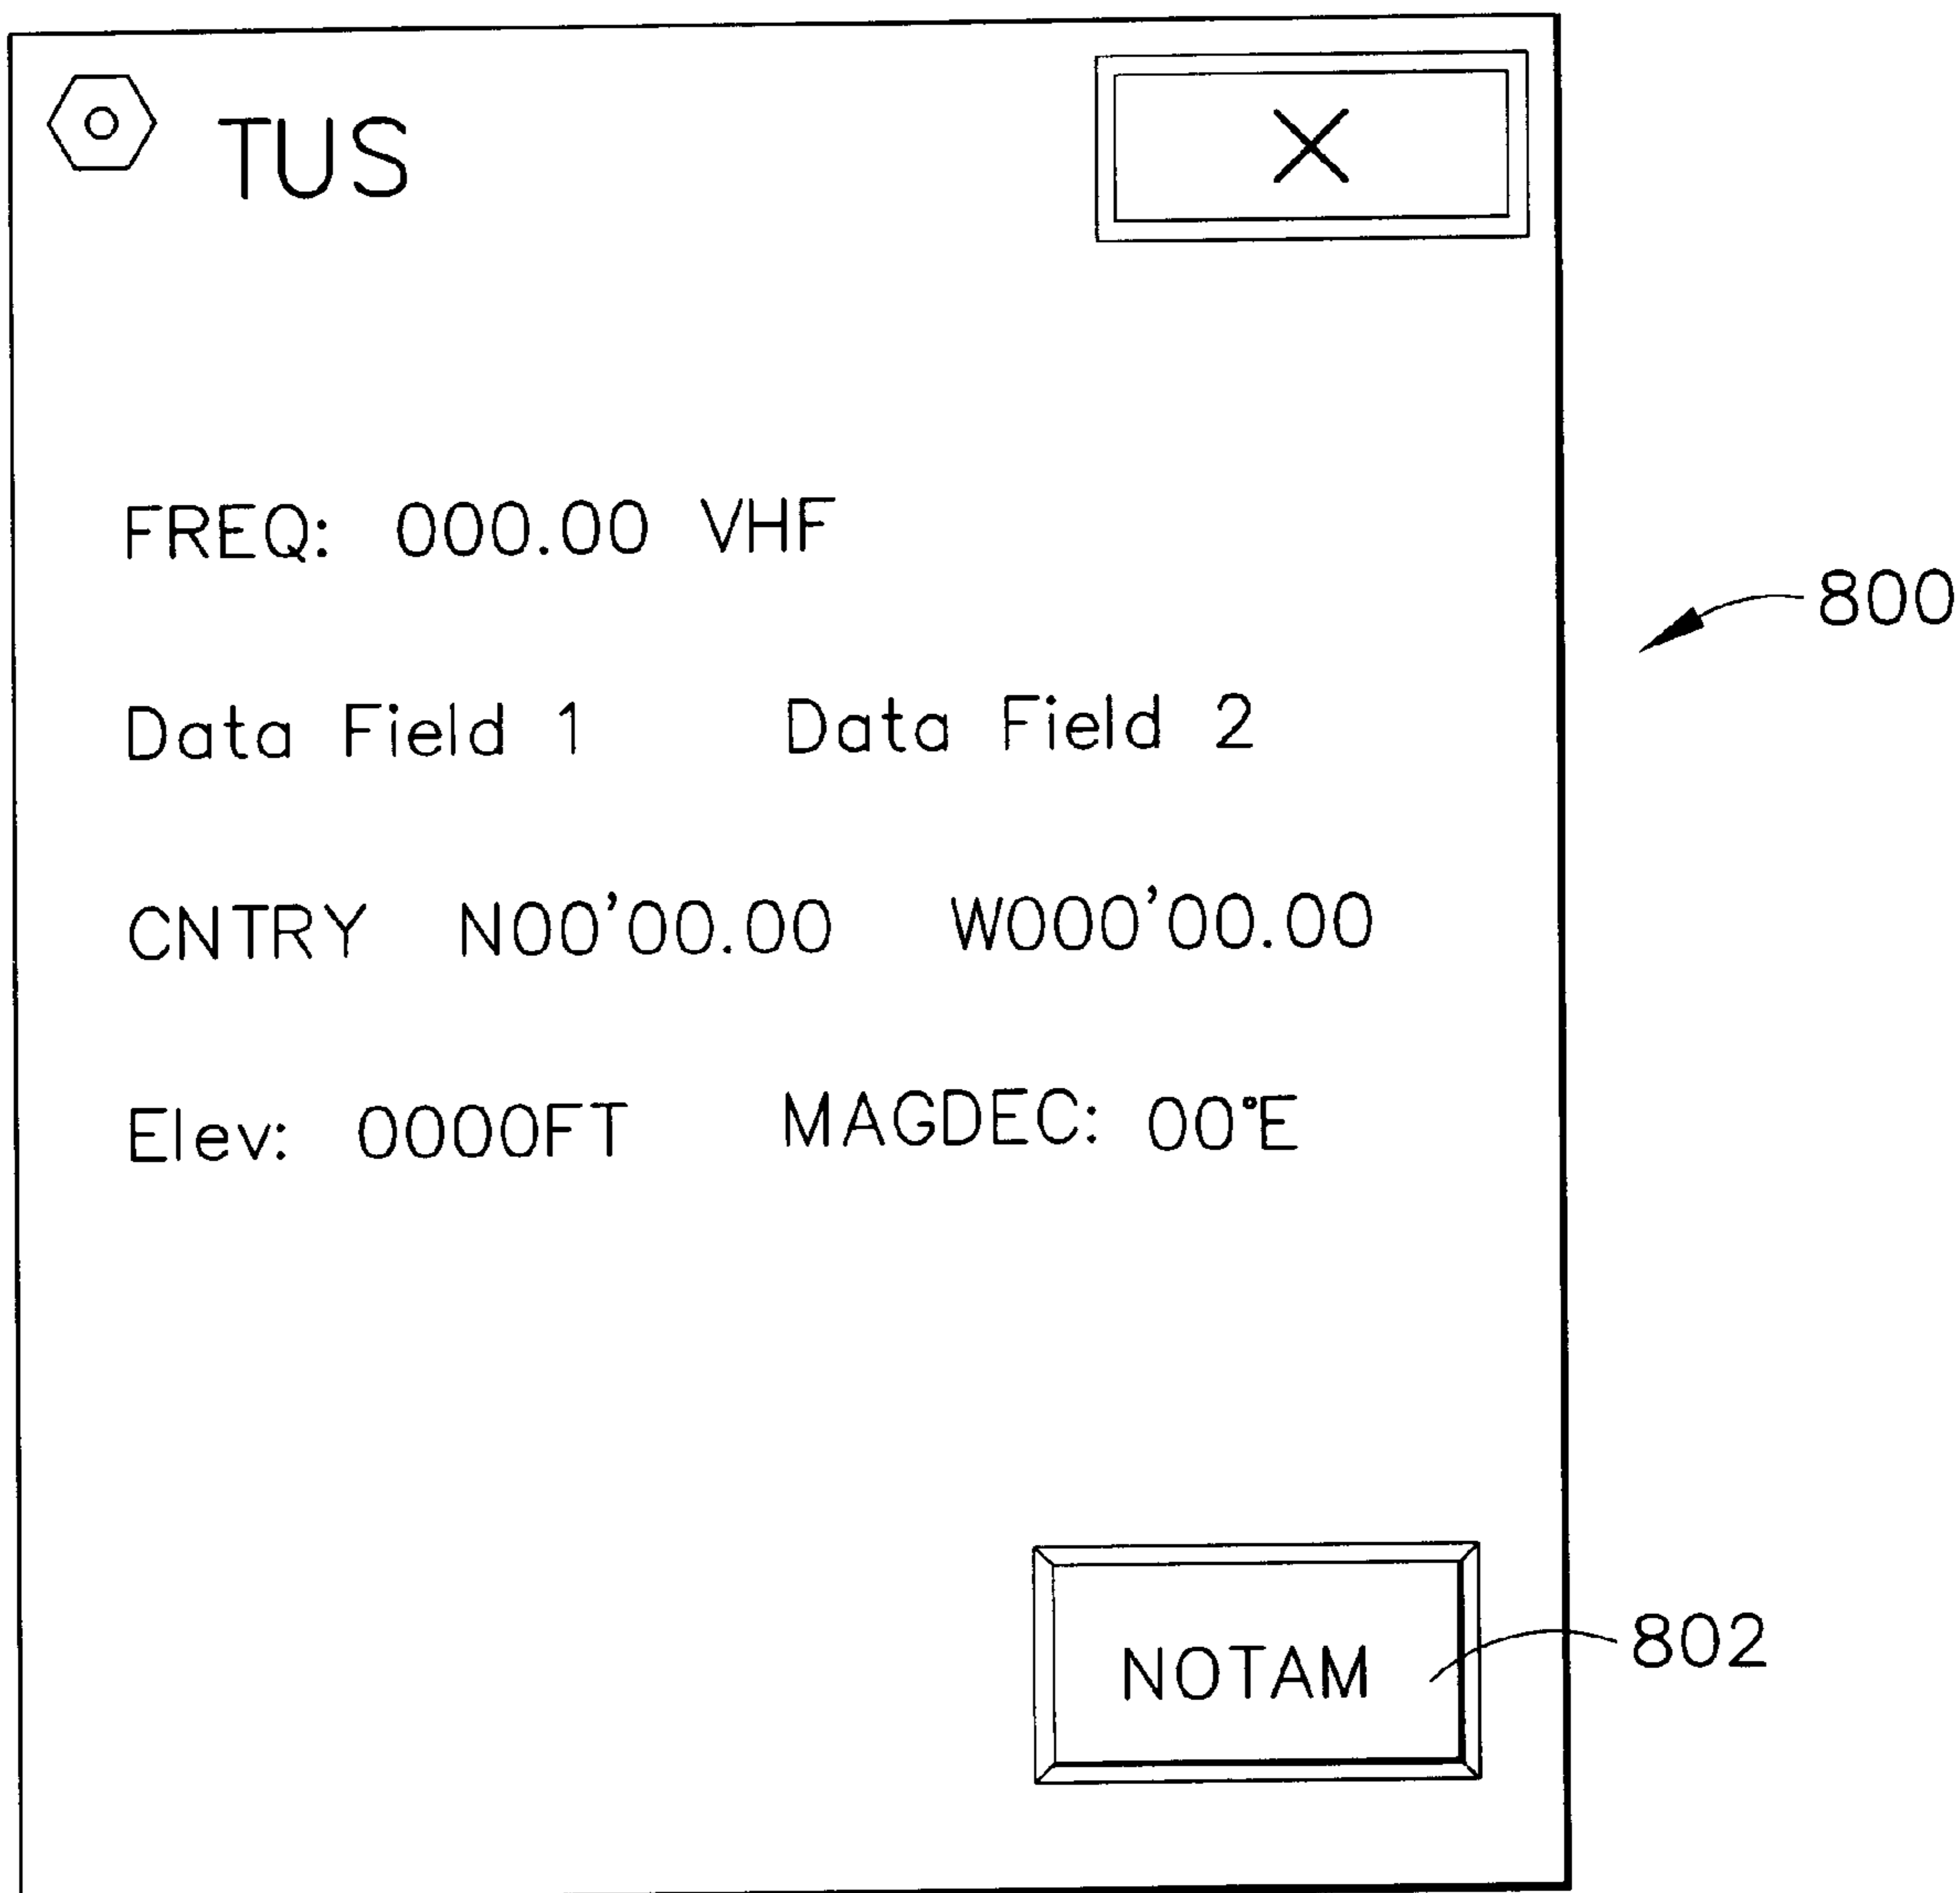 TUS X
FREQ: 000.00 VHF
800
Data Field 1 Data Field 2
CNTRY N00'00.00 W000'00.00
Elev: 0000FT MAGDEC: 00°E
NOTAM
802